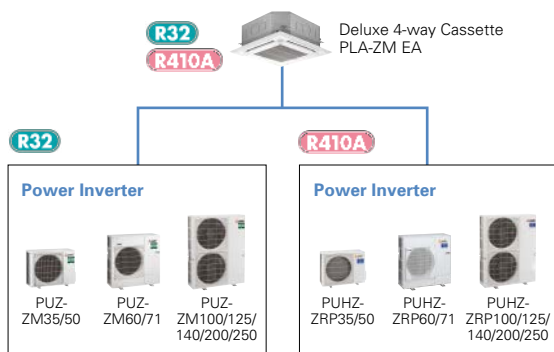 R32
R410A
Deluxe 4-way Cassette
PLA-ZM EA
R32
Power Inverter
PUZ-
ZM35/50
PUZ-
ZM60/71
PUZ-
ZM100/125/
140/200/250
R410A
Power Inverter
PUHZ-
ZRP35/50
PUHZ-
ZRP60/71
PUHZ-
ZRP100/125/
140/200/250